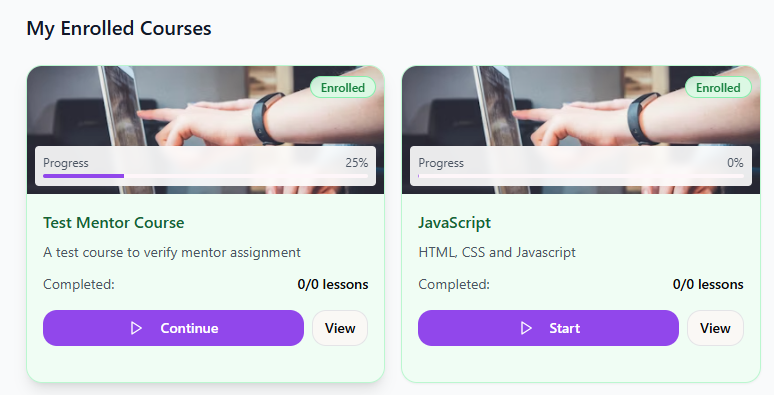 My Enrolled Courses
Enrolled
Progress 25%
Test Mentor Course
A test course to verify mentor assignment
Completed: 0/0 lessons
Continue View
Enrolled
Progress 0%
JavaScript
HTML, CSS and Javascript
Completed: 0/0 lessons
Start View